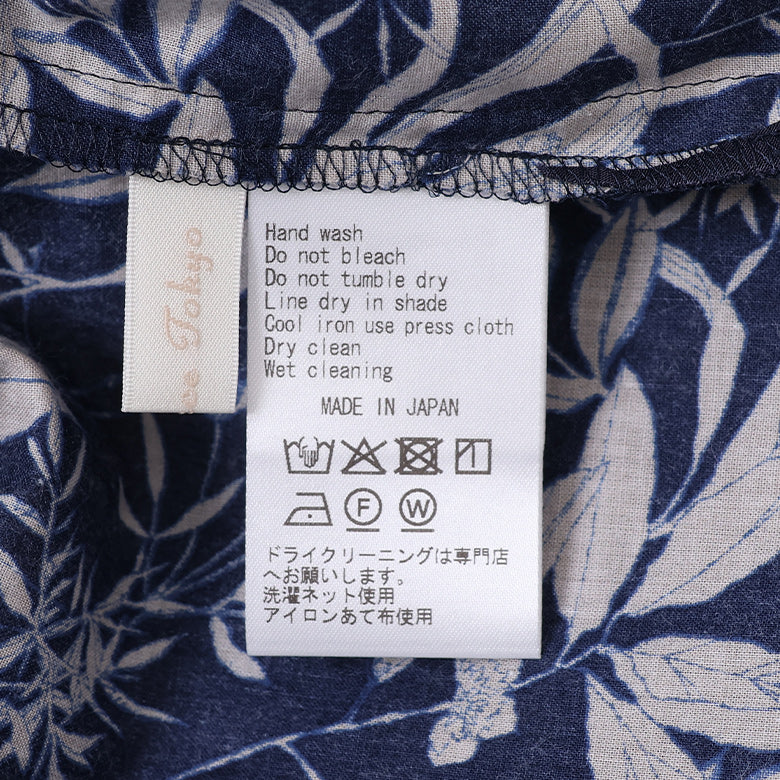 ce Tokyo
Hand wash
Do not bleach
Do not tumble dry
Line dry in shade
Cool iron use press cloth
Dry clean
Wet cleaning
MADE IN JAPAN
F W
ドライクリーニングは専門店
へお願いします。
洗濯ネット使用
アイロンあて布使用